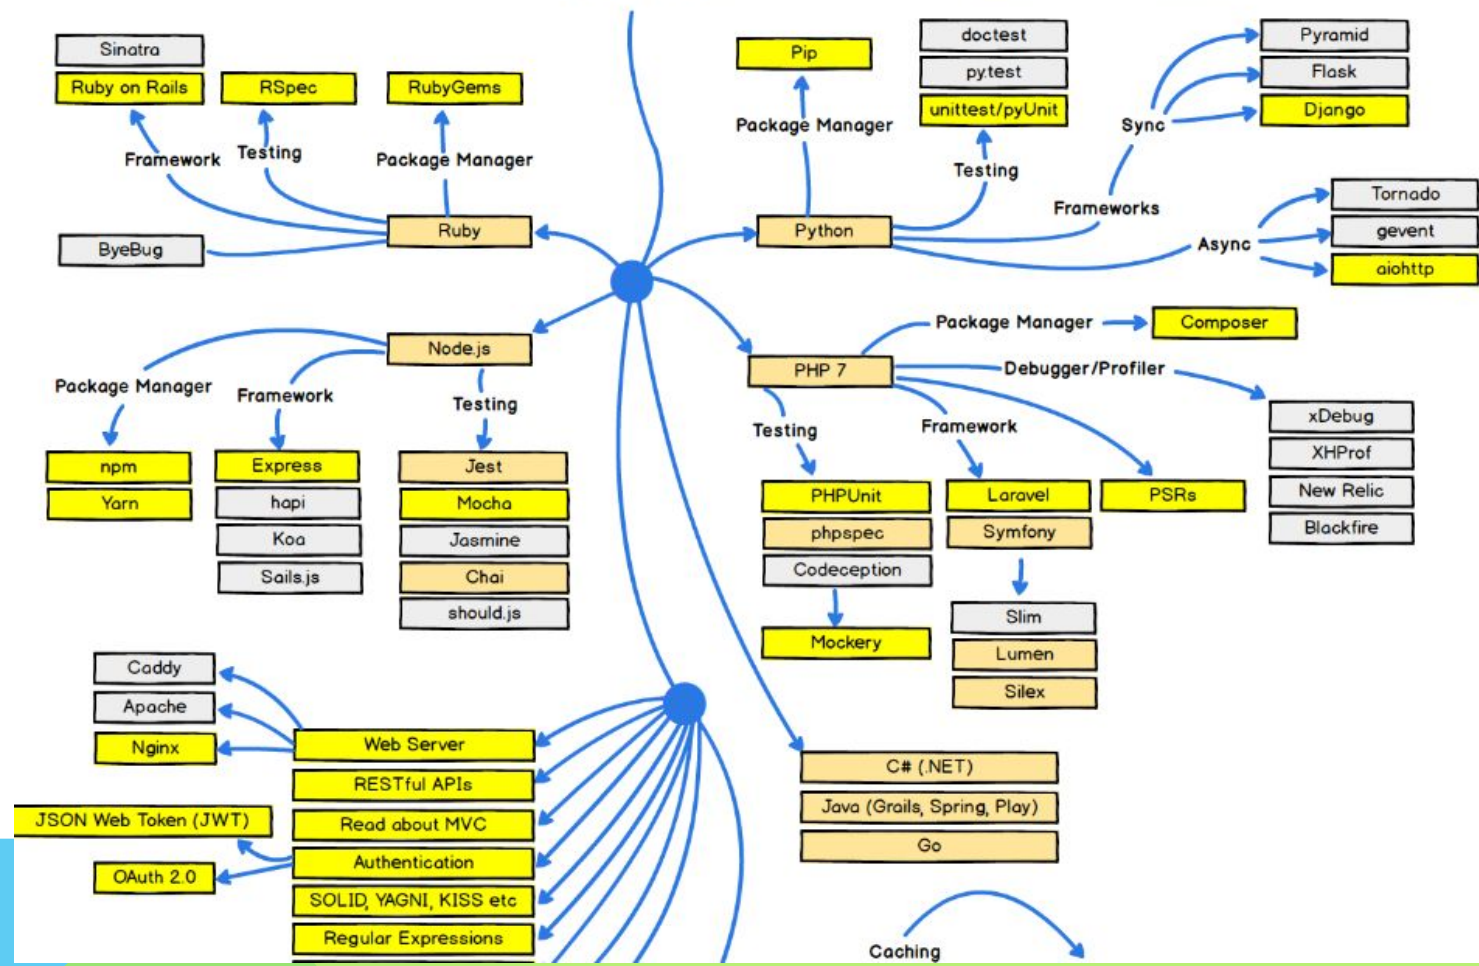 Sinatra
Ruby on Rails
RSpec
RubyGems
Framework
Testing
Package Manager
Ruby
ByeBug
Pip
Package Manager
doctest
py.test
unittest/pyUnit
Testing
Python
Pyramid
Flask
Django
Sync
Frameworks
Async
Tornado
gevent
aiohttp
Node.js
Package Manager
Framework
Testing
npm
Yarn
Express
hapi
Koa
Sails.js
Jest
Mocha
Jasmine
Chai
should.js
PHP 7
Package Manager
Composer
Debugger/Profiler
xDebug
XHProf
New Relic
Blackfire
Testing
Framework
PHPUnit
phpspec
Codeception
Mockery
Laravel
Symfony
Slim
Lumen
Silex
PSRs
Caddy
Apache
Nginx
Web Server
RESTful APIs
Read about MVC
JSON Web Token (JWT)
OAuth 2.0
Authentication
SOLID, YAGNI, KISS etc
Regular Expressions
C# (.NET)
Java (Grails, Spring, Play)
Go
Caching